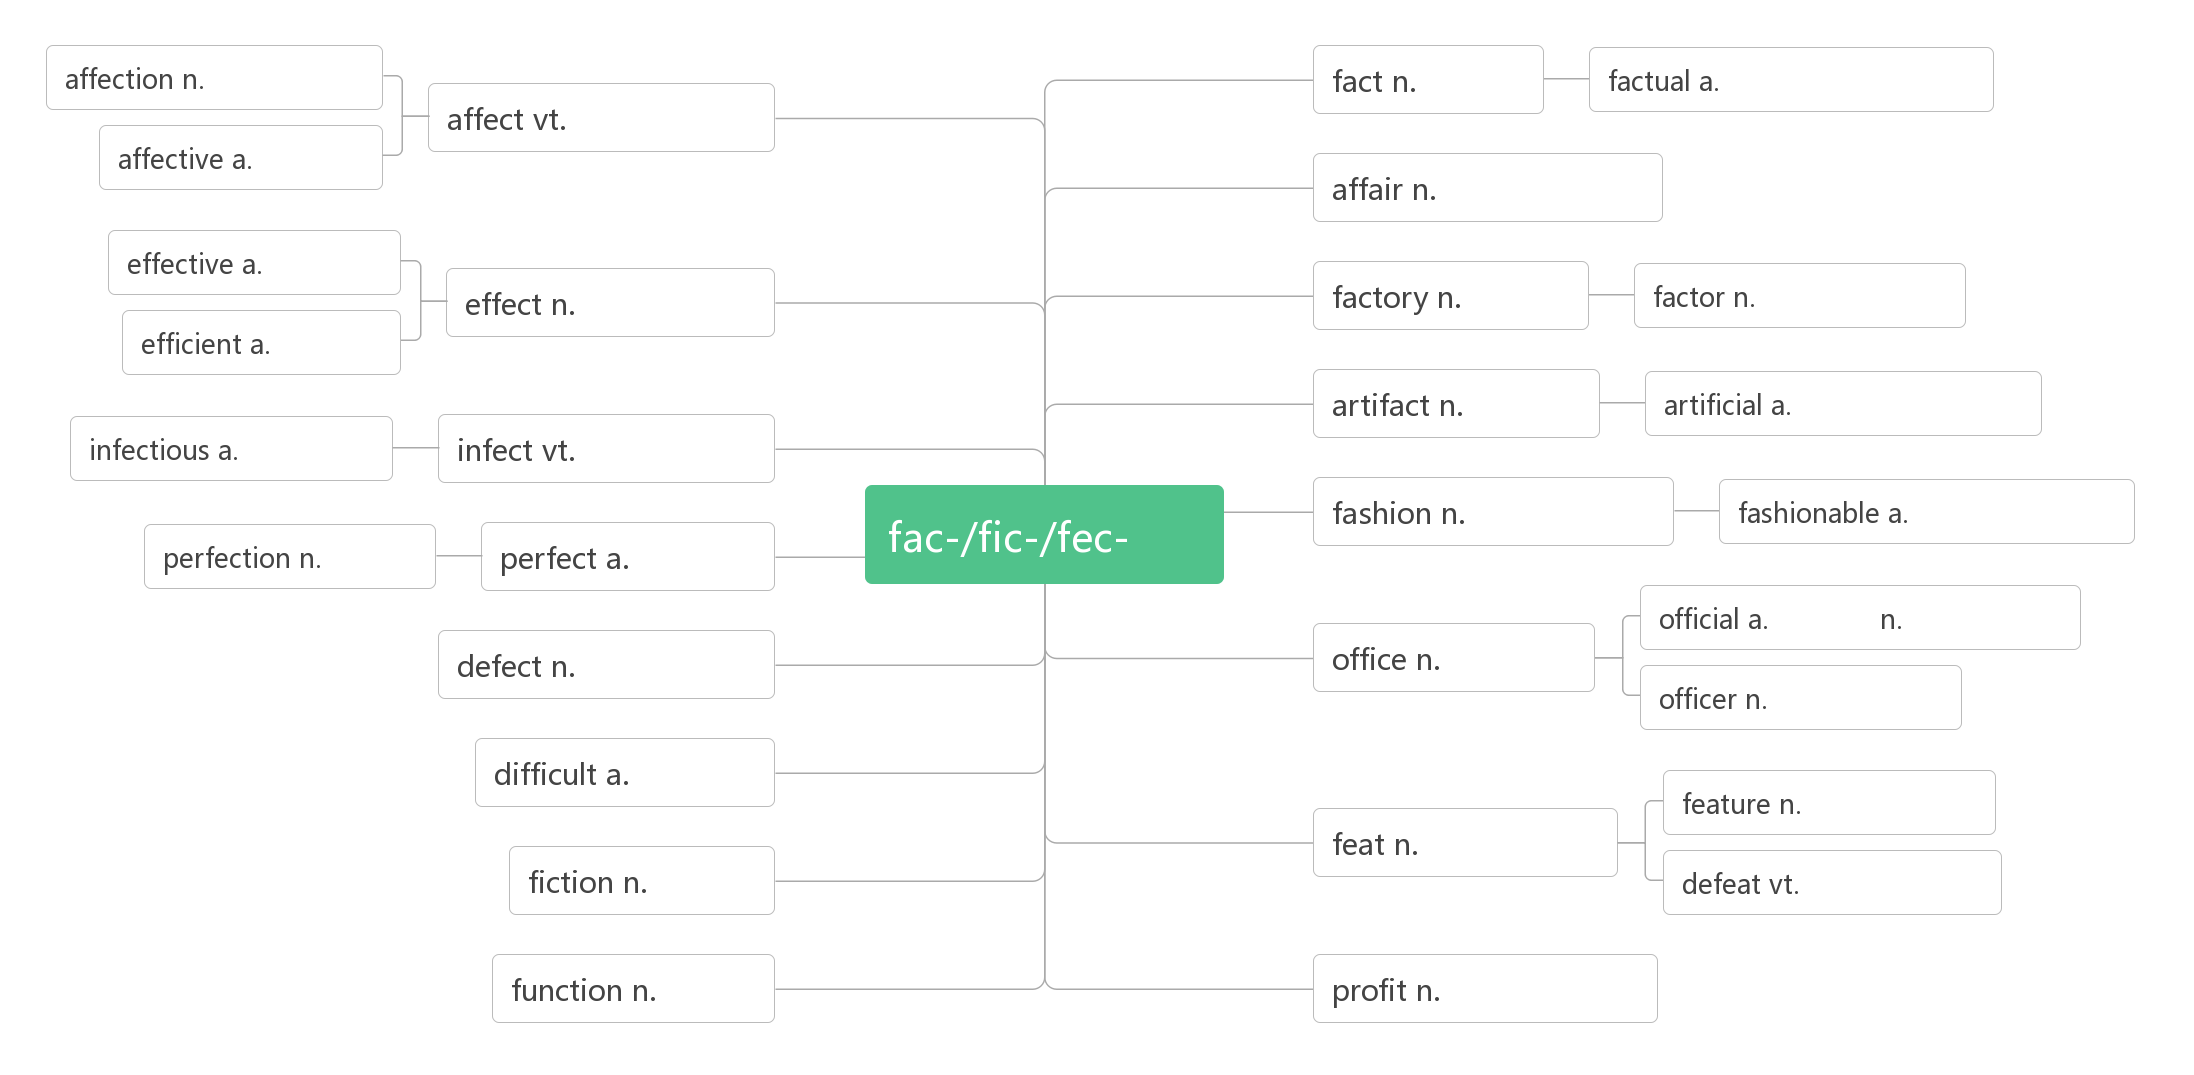 fac-/fic-/fec-
fact n.
factual a.
affair n.
factory n.
factor n.
artifact n.
artificial a.
fashion n.
fashionable a.
office n.
official a. n.
officer n.
feat n.
feature n.
defeat vt.
profit n.
affect vt.
affection n.
affective a.
effect n.
effective a.
efficient a.
infect vt.
infectious a.
perfect a.
perfection n.
defect n.
difficult a.
fiction n.
function n.